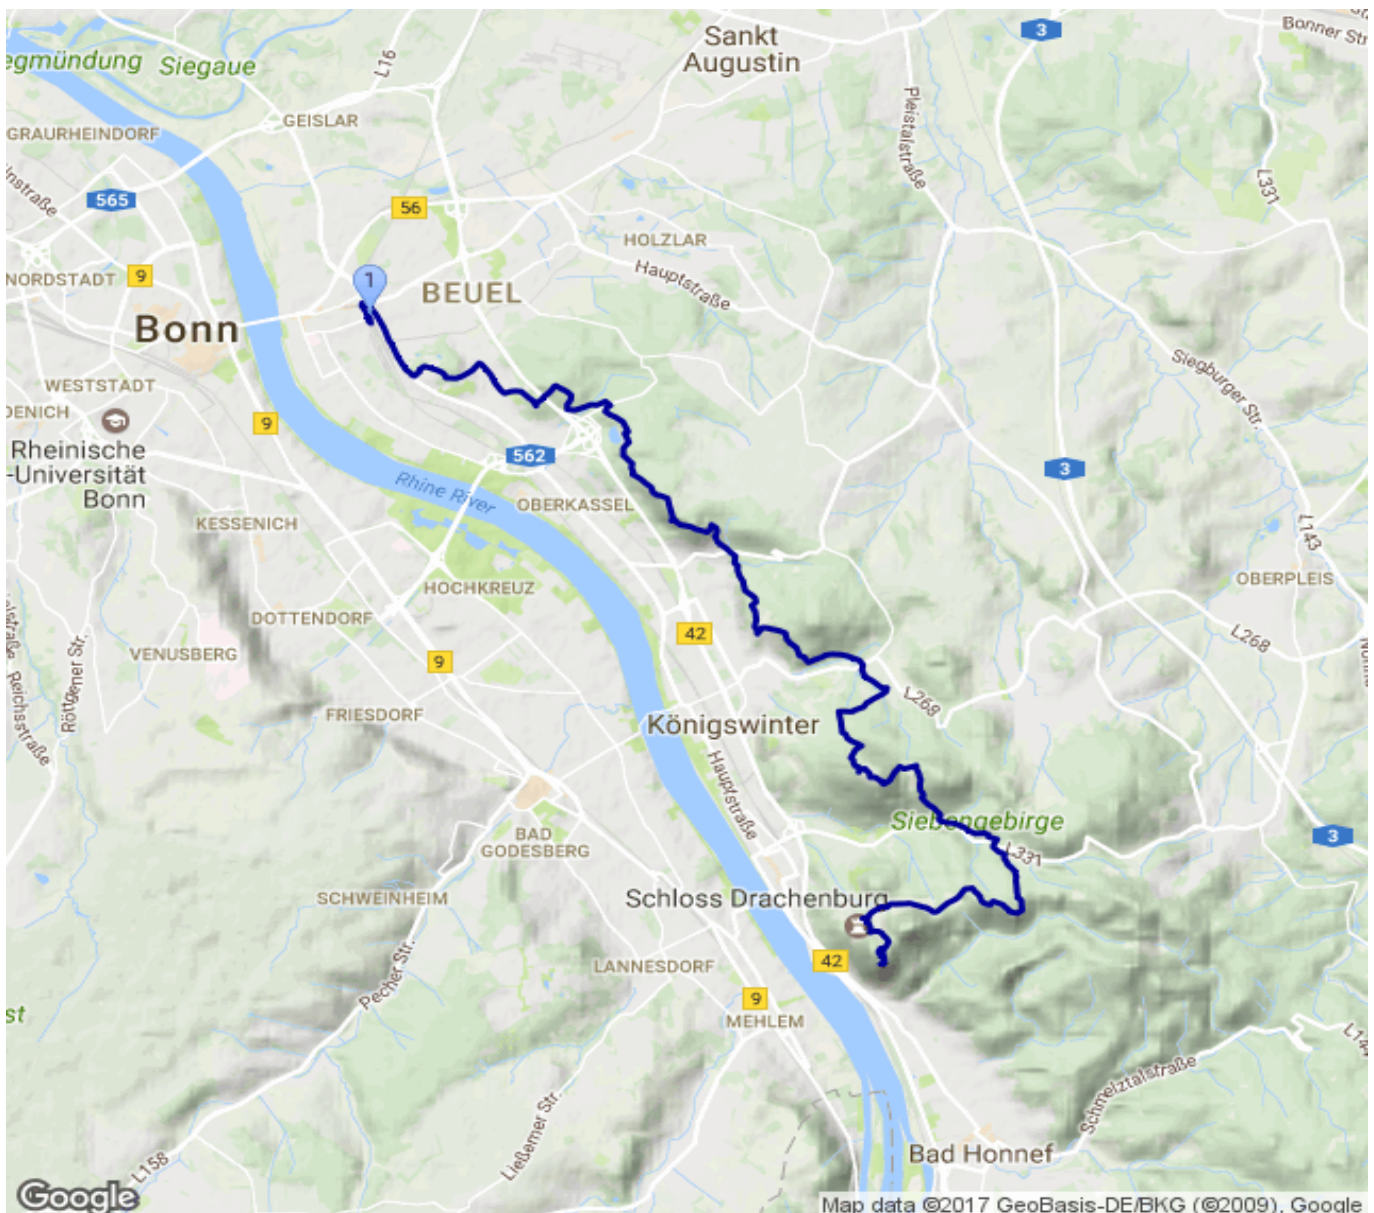 Sankt
Augustin
3
Bonner Str
egmündung
Siegaue
L16
GEISLAR
GRAURHEINDORF
Pleistalstraße
L331
565
56
HOLZLAR
Hauptstraße
NORDSTADT
9
1
BEUEL
Bonn
WESTSTADT
9
Siegburger Str.
Rheinische
-Universität
Bonn
562
3
Rhine River
OBERKASSEL
KESSENICH
L143
OBERPLEIS
HOCHKREUZ
DOTTENDORF
42
L268
VENUSBERG
9
Röttgener Str.
Reichsstraße
L268
FRIESDORF
Königswinter
Hauptstraße
Siebengebirge
BAD
GODESBERG
L331
3
SCHWEINHEIM
Schloss Drachenburg
Pecher Str.
LANNESDORF
42
9
MEHLEM
st
L144
Schmelztalstraße
Ließemer Str.
L158
Bad Honnef
Google
Map data ©2017 GeoBasis-DE/BKG (©2009), Google